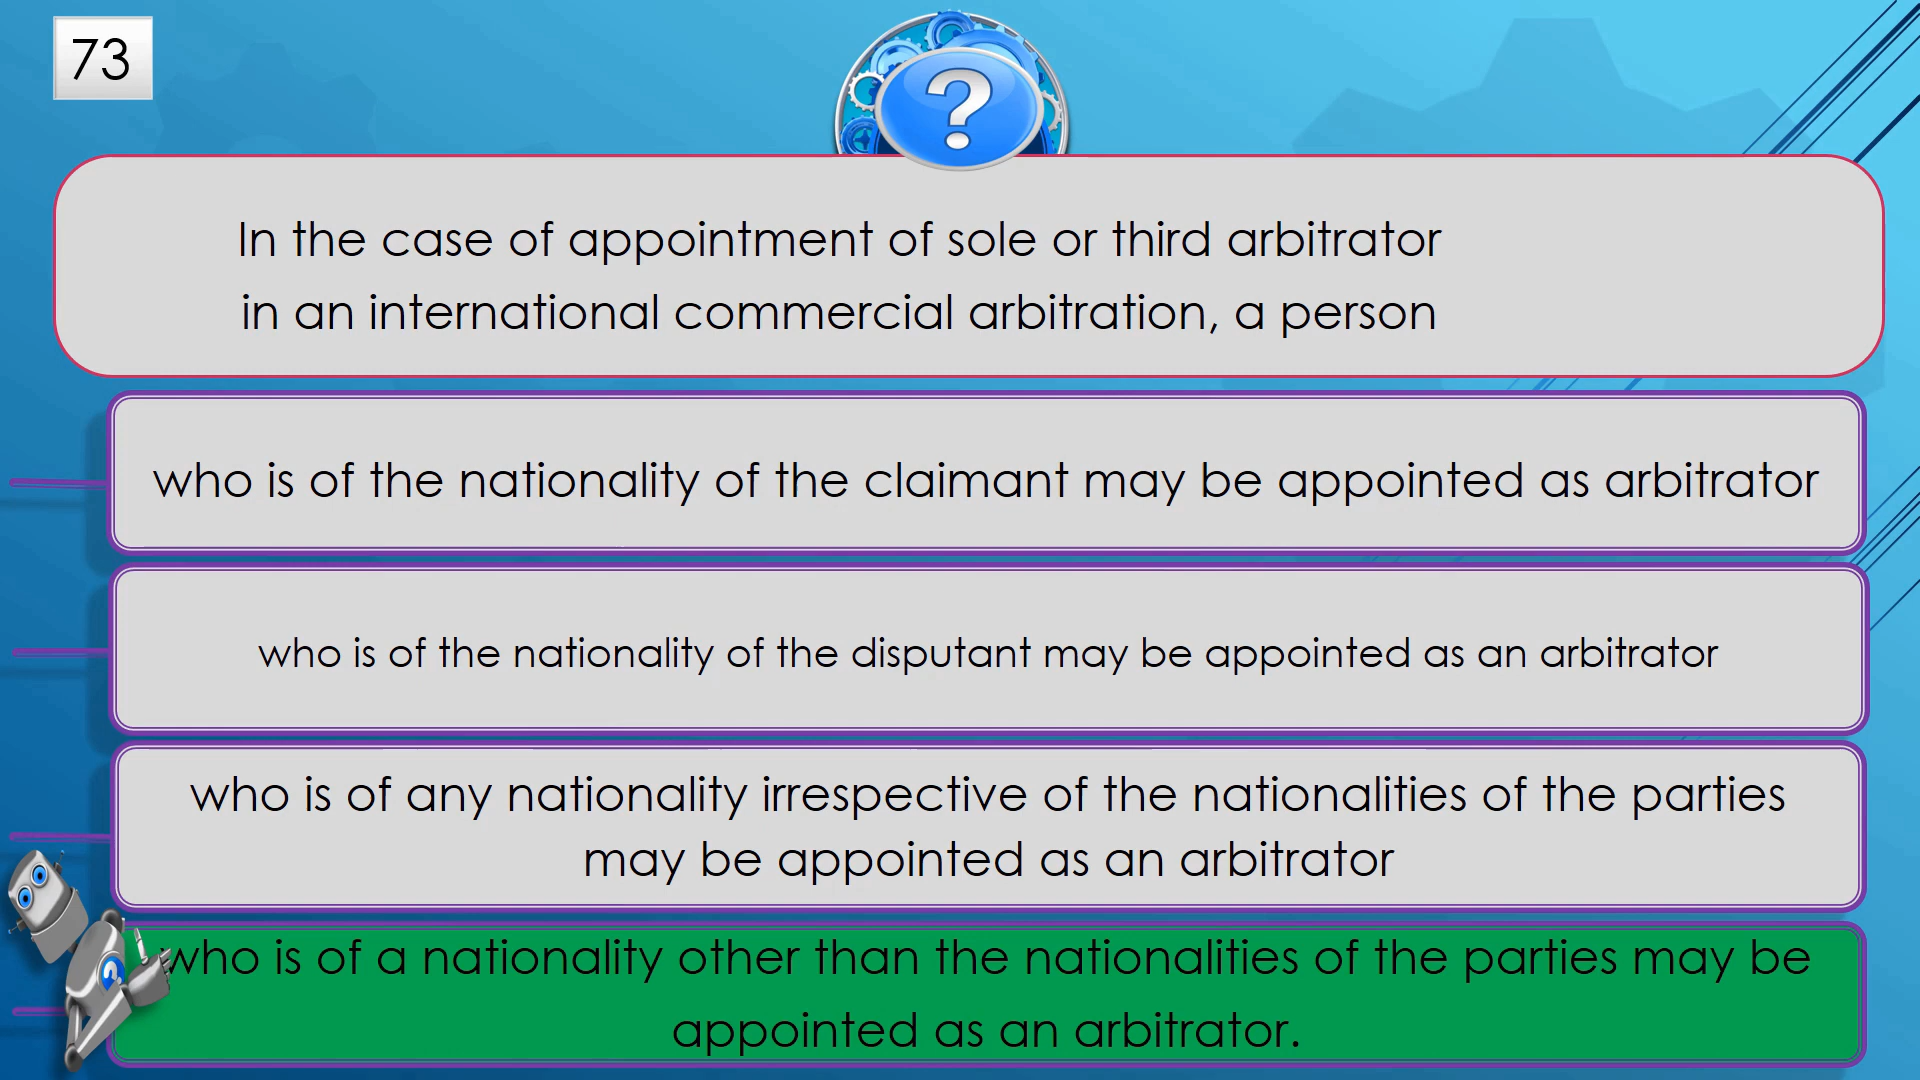 73
?
In the case of appointment of sole or third arbitrator
in an international commercial arbitration, a person
who is of the nationality of the claimant may be appointed as arbitrator
who is of the nationality of the disputant may be appointed as an arbitrator
who is of any nationality irrespective of the nationalities of the parties
may be appointed as an arbitrator
who is of a nationality other than the nationalities of the parties may be
appointed as an arbitrator.
?